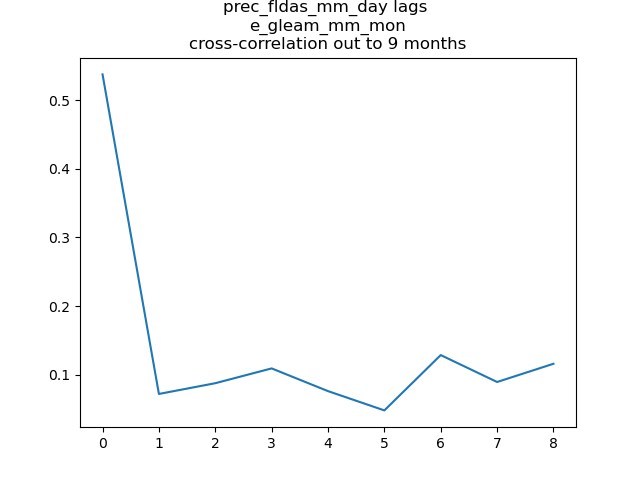 prec_fldas_mm_day lags
e_gleam_mm_mon
cross-correlation out to 9 months
0.5
0.4
0.3
0.2
0.1
0 1 2 3 4 5 6 7 8